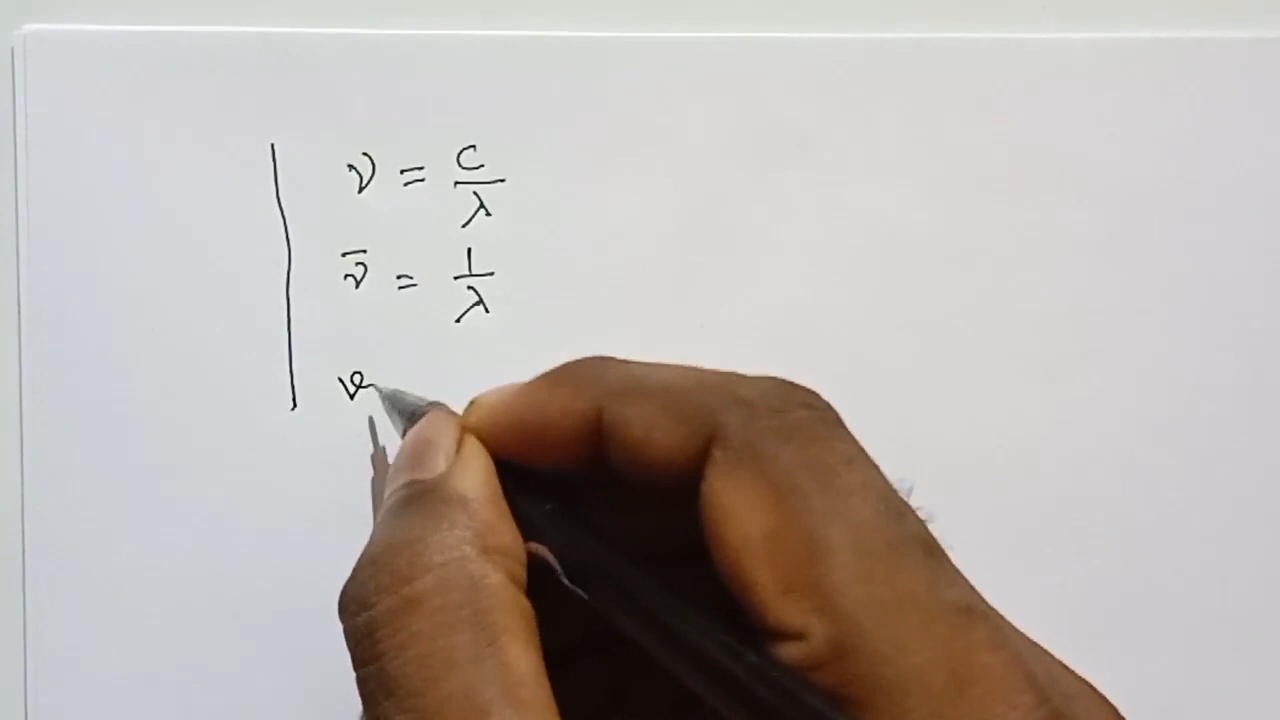 ν = c/λ
ν̄ = 1/λ
ν